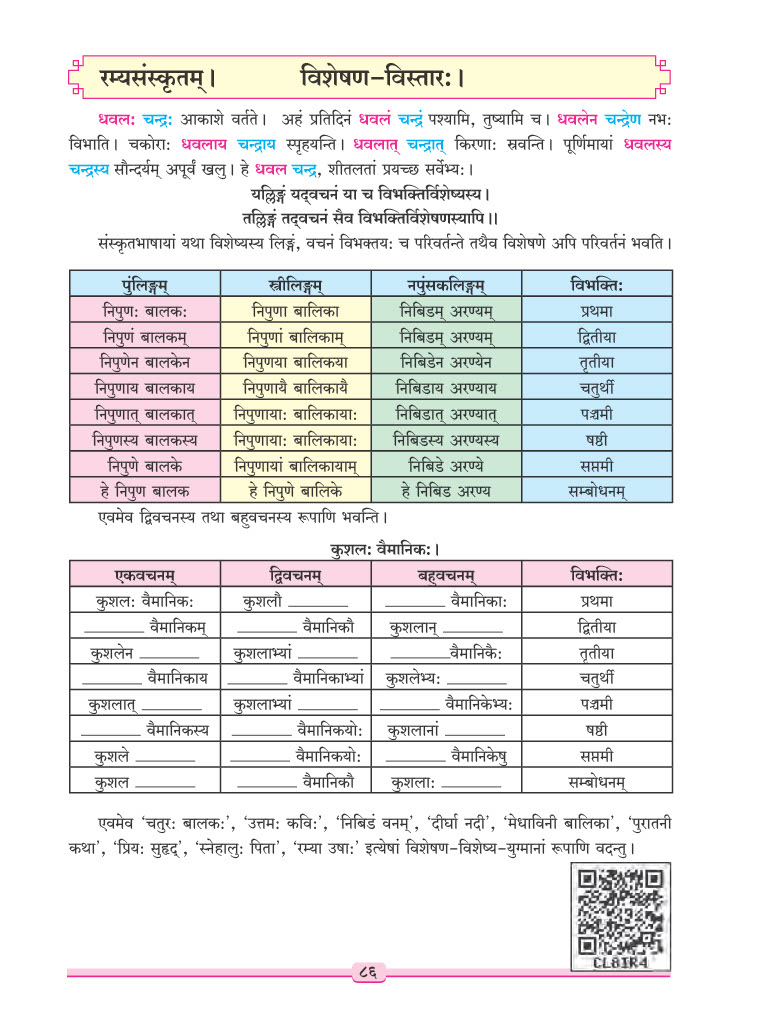 रम्यसंस्कृतम्। विशेषण-विस्तारः।
धवलः चन्द्रः आकाशे वर्तते। अहं प्रतिदिनं धवलं चन्द्रं पश्यामि, तुष्यामि च। धवलेन चन्द्रेण नभः
विभाति। चकोराः धवलाय चन्द्राय स्पृहयन्ति। धवलात् चन्द्रात् किरणाः स्रवन्ति। पूर्णिमायां धवलस्य
चन्द्रस्य सौन्दर्यम् अपूर्वं खलु। हे धवल चन्द्र, शीतलतां प्रयच्छ सर्वेभ्यः।
यल्लिङ्गं यद्वचनं या च विभक्तिर्विशेष्यस्य।
तल्लिङ्गं तद्वचनं सैव विभक्तिर्विशेषणस्यापि।।
संस्कृतभाषायां यथा विशेष्यस्य लिङ्गं, वचनं विभक्तयः च परिवर्तन्ते तथैव विशेषणे अपि परिवर्तनं भवति।
पुंलिङ्गम् स्त्रीलिङ्गम् नपुंसकलिङ्गम् विभक्तिः
निपुणः बालकः निपुणा बालिका निबिडम् अरण्यम् प्रथमा
निपुणं बालकम् निपुणां बालिकाम् निबिडम् अरण्यम् द्वितीया
निपुणेन बालकेन निपुणया बालिकया निबिडेन अरण्येन तृतीया
निपुणाय बालकाय निपुणायै बालिकायै निबिडाय अरण्याय चतुर्थी
निपुणात् बालकात् निपुणायाः बालिकायाः निबिडात् अरण्यात् पञ्चमी
निपुणस्य बालकस्य निपुणायाः बालिकायाः निबिडस्य अरण्यस्य षष्ठी
निपुणे बालके निपुणायां बालिकायाम् निबिडे अरण्ये सप्तमी
हे निपुण बालक हे निपुणे बालिके हे निबिड अरण्य सम्बोधनम्
एवमेव द्विवचनस्य तथा बहुवचनस्य रूपाणि भवन्ति।
कुशलः वैमानिकः।
एकवचनम् द्विवचनम् बहुवचनम् विभक्तिः
कुशलः वैमानिकः कुशलौ ________ ________ वैमानिकाः प्रथमा
________ वैमानिकम् ________ वैमानिकौ कुशलान् ________ द्वितीया
कुशलेन ________ कुशलाभ्यां ________ ________वैमानिकैः तृतीया
________ वैमानिकाय ________ वैमानिकाभ्यां कुशलेभ्यः ________ चतुर्थी
कुशलात् ________ कुशलाभ्यां ________ ________ वैमानिकेभ्यः पञ्चमी
________ वैमानिकस्य ________ वैमानिकयोः कुशलानां ________ षष्ठी
कुशले ________ ________ वैमानिकयोः ________ वैमानिकेषु सप्तमी
कुशल ________ ________ वैमानिकौ कुशलाः ________ सम्बोधनम्
एवमेव ‘चतुरः बालकः’, ‘उत्तमः कविः’, ‘निबिडं वनम्’, ‘दीर्घा नदी’, ‘मेधाविनी बालिका’, ‘पुरातनी
कथा’, ‘प्रियः सुहृद्’, ‘स्नेहालुः पिता’, ‘रम्या उषाः’ इत्येषां विशेषण-विशेष्य-युग्मानां रूपाणि वदन्तु।
CL8IR4
८६